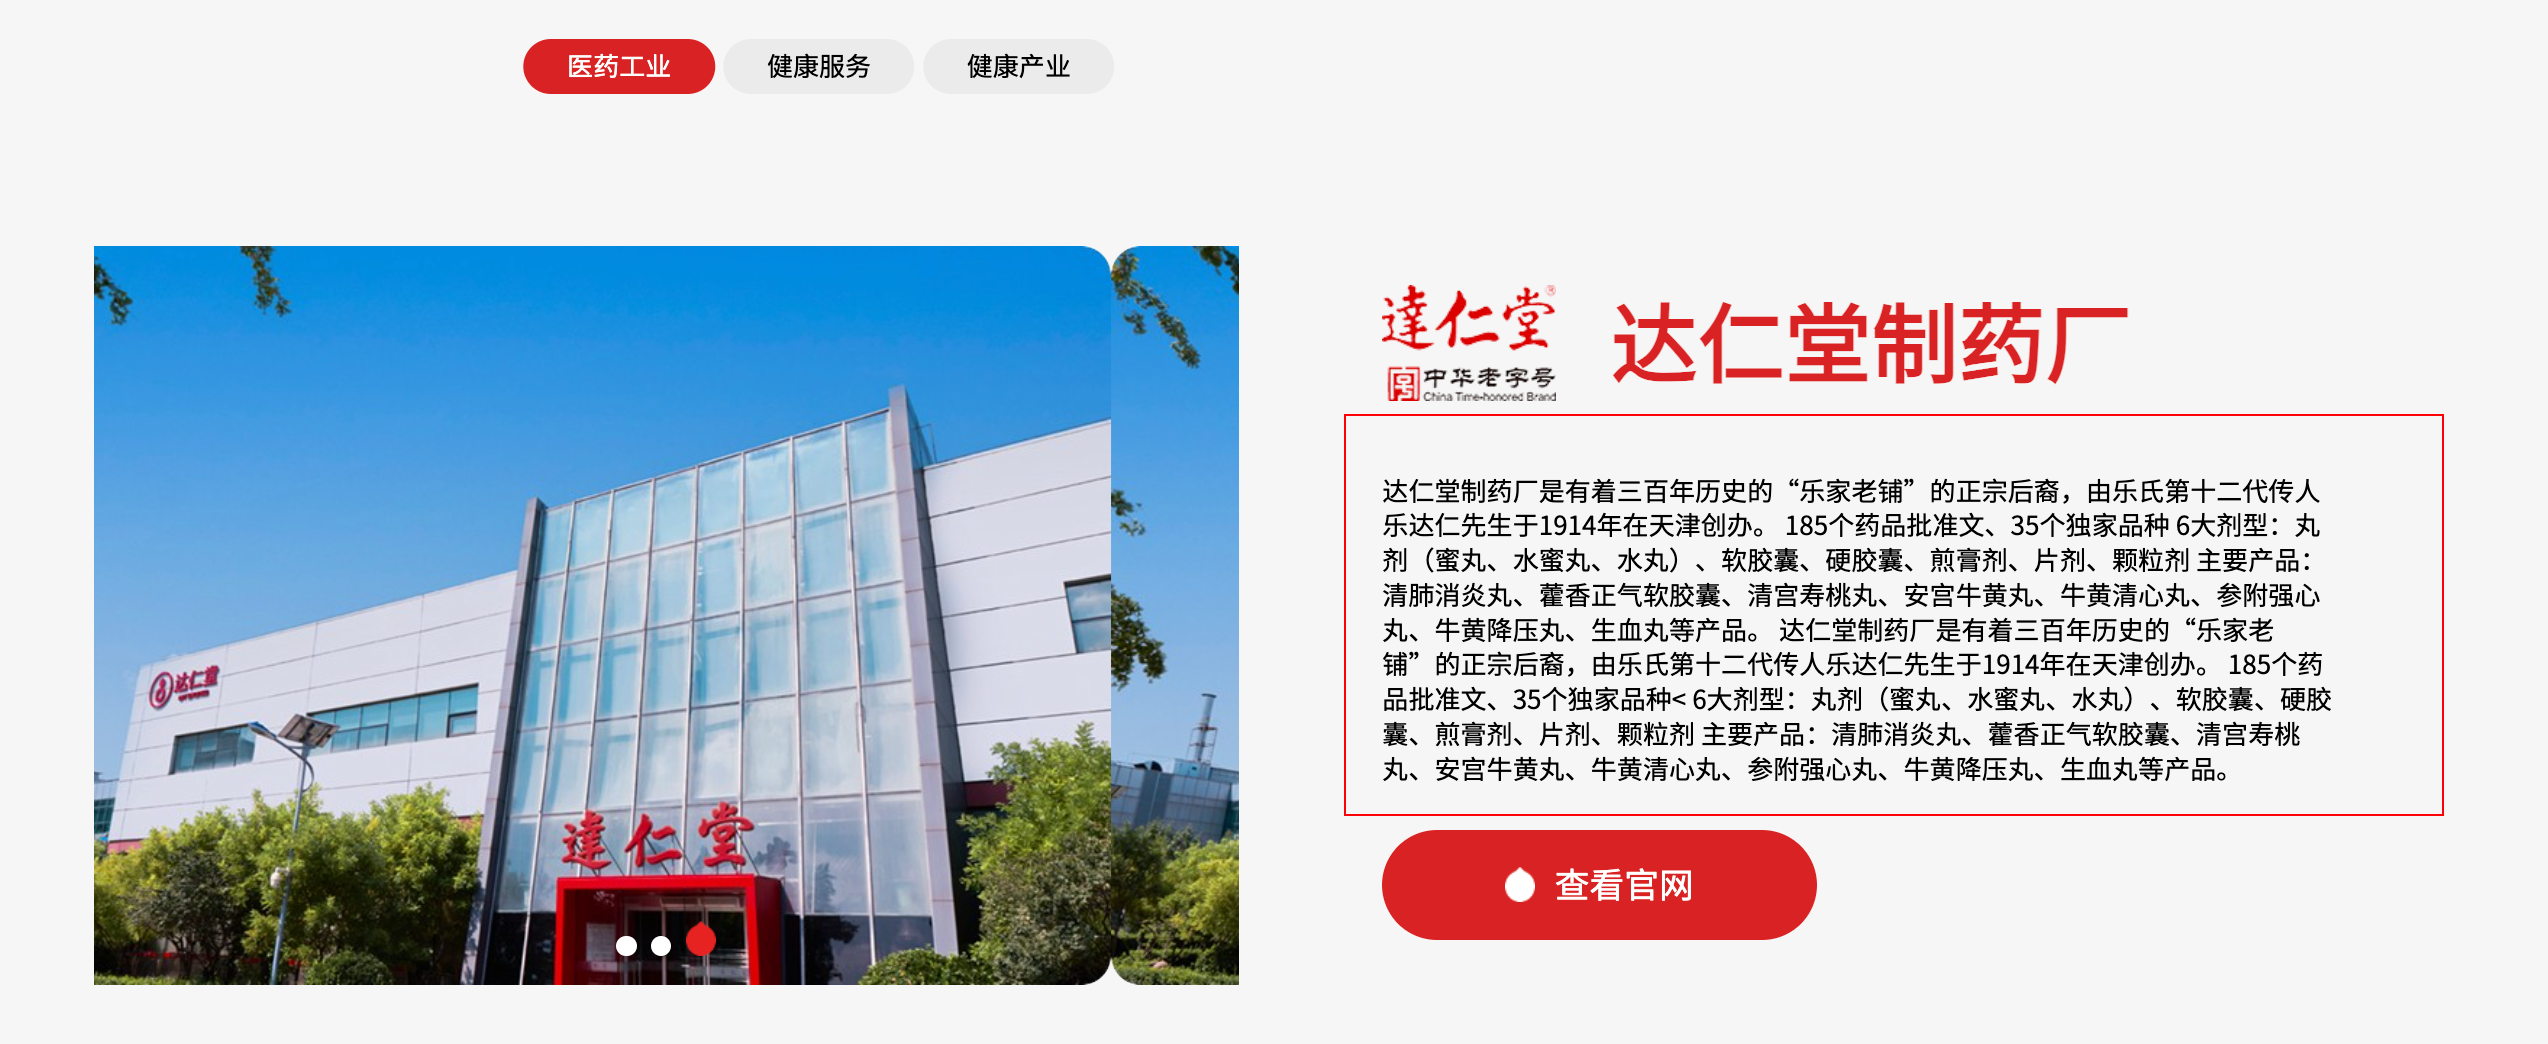 医药工业
健康服务
健康产业
達仁堂
中华老字号
China Time-honored Brand
达仁堂制药厂
达仁堂制药厂是有着三百年历史的“乐家老铺”的正宗后裔，由乐氏第十二代传人
乐达仁先生于1914年在天津创办。 185个药品批准文、35个独家品种 6大剂型：丸
剂（蜜丸、水蜜丸、水丸）、软胶囊、硬胶囊、煎膏剂、片剂、颗粒剂 主要产品：
清肺消炎丸、藿香正气软胶囊、清宫寿桃丸、安宫牛黄丸、牛黄清心丸、参附强心
丸、牛黄降压丸、生血丸等产品。 达仁堂制药厂是有着三百年历史的“乐家老
铺”的正宗后裔，由乐氏第十二代传人乐达仁先生于1914年在天津创办。 185个药
品批准文、35个独家品种< 6大剂型：丸剂（蜜丸、水蜜丸、水丸）、软胶囊、硬胶
囊、煎膏剂、片剂、颗粒剂 主要产品：清肺消炎丸、藿香正气软胶囊、清宫寿桃
丸、安宫牛黄丸、牛黄清心丸、参附强心丸、牛黄降压丸、生血丸等产品。
查看官网
达仁堂
達仁堂